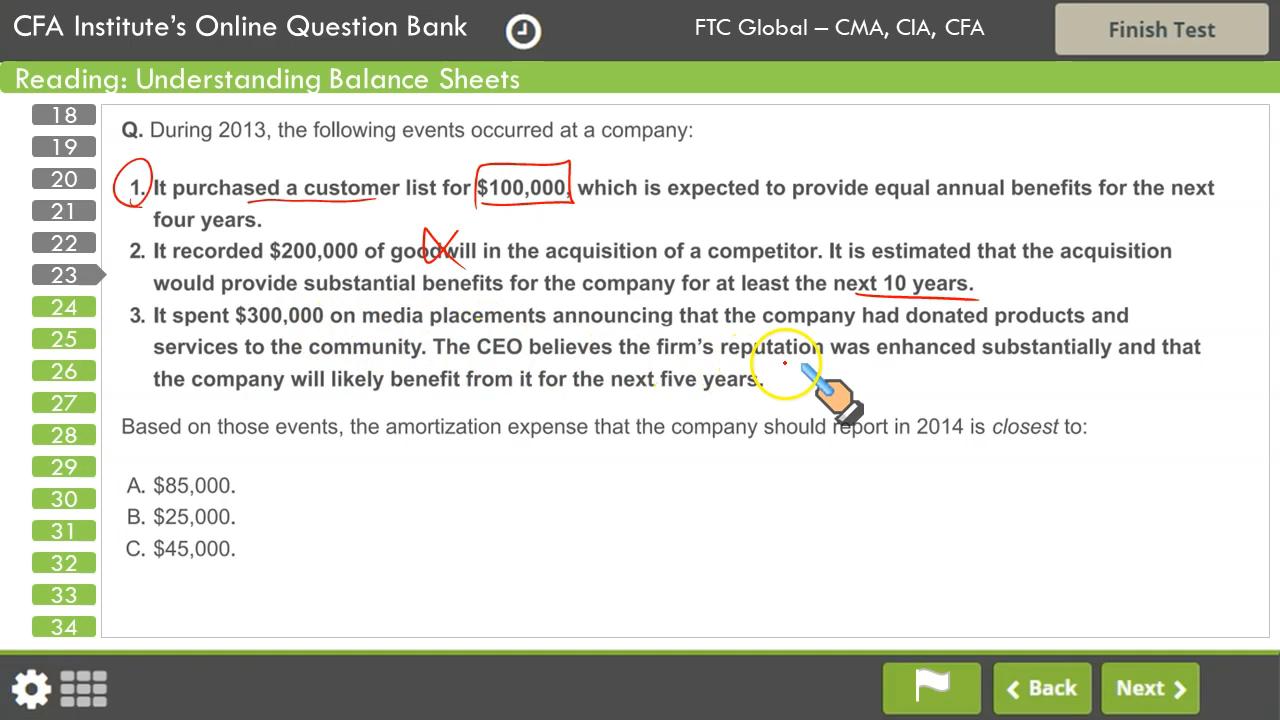 CFA Institute's Online Question Bank
FTC Global – CMA, CIA, CFA
Finish Test
Reading: Understanding Balance Sheets
18
19
20
21
22
23
24
25
26
27
28
29
30
31
32
33
34
Q. During 2013, the following events occurred at a company:
1. It purchased a customer list for $100,000, which is expected to provide equal annual benefits for the next
four years.
2. It recorded $200,000 of goodwill in the acquisition of a competitor. It is estimated that the acquisition
would provide substantial benefits for the company for at least the next 10 years.
3. It spent $300,000 on media placements announcing that the company had donated products and
services to the community. The CEO believes the firm's reputation was enhanced substantially and that
the company will likely benefit from it for the next five years.
Based on those events, the amortization expense that the company should report in 2014 is closest to:
A. $85,000.
B. $25,000.
C. $45,000.
Back
Next